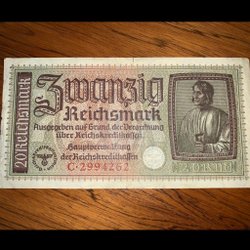 20 Reichsmark
Zwanzig
Reichsmark
Ausgegeben auf Grund der Verordnung
über Reichskreditkassen
Hauptverwaltung
der Reichskreditkassen
C·2994262